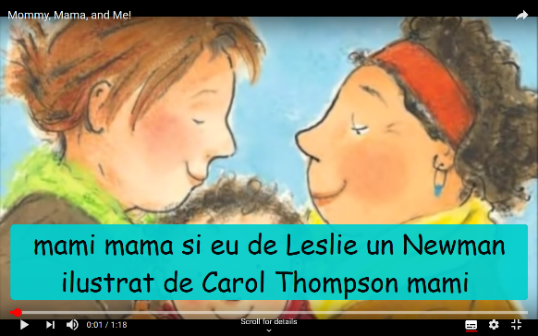 Mommy, Mama, and Me!
mami mama si eu de Leslie un Newman
ilustrat de Carol Thompson mami
0:01 / 1:18
Scroll for details